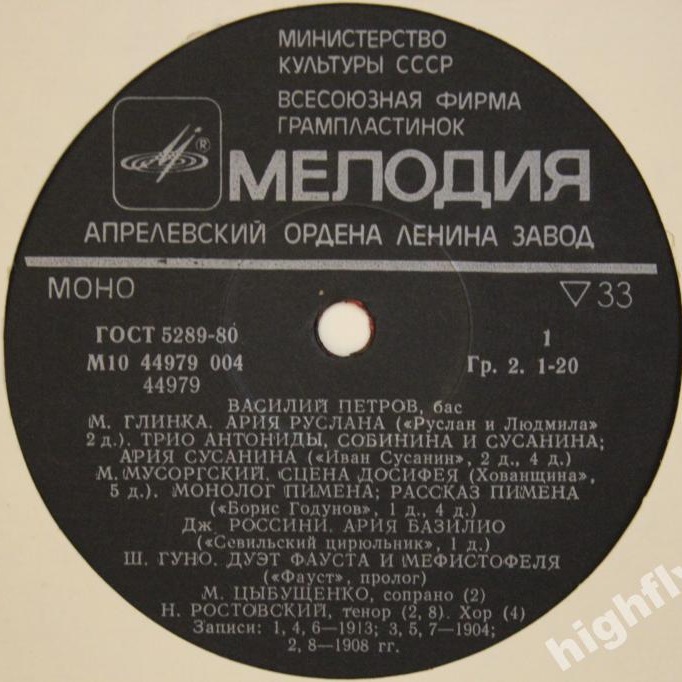 МИНИСТЕРСТВО
КУЛЬТУРЫ СССР
ВСЕСОЮЗНАЯ ФИРМА
ГРАМПЛАСТИНОК
® МЕЛОДИЯ
АПРЕЛЕВСКИЙ ОРДЕНА ЛЕНИНА ЗАВОД
МОНО ▽ 33
ГОСТ 5289-80 1
М10 44979 004 Гр. 2. 1-20
44979
ВАСИЛИЙ ПЕТРОВ, бас
М. ГЛИНКА. АРИЯ РУСЛАНА («Руслан и Людмила»
2 д.). ТРИО АНТОНИДЫ, СОБИНИНА И СУСАНИНА;
АРИЯ СУСАНИНА («Иван Сусанин», 2 д., 4 д.)
М. МУСОРГСКИЙ. СЦЕНА ДОСИФЕЯ (Хованщина»,
5 д.). МОНОЛОГ ПИМЕНА; РАССКАЗ ПИМЕНА
(«Борис Годунов», 1 д., 4 д.)
Дж. РОССИНИ. АРИЯ БАЗИЛИО
(«Севильский цирюльник», 1 д.)
Ш. ГУНО. ДУЭТ ФАУСТА И МЕФИСТОФЕЛЯ
(«Фауст», пролог)
М. ЦЫБУЩЕНКО, сопрано (2)
Н. РОСТОВСКИЙ, тенор (2, 8). Хор (4)
Записи: 1, 4, 6—1913; 3, 5, 7—1904;
2, 8—1908 гг.
highfly